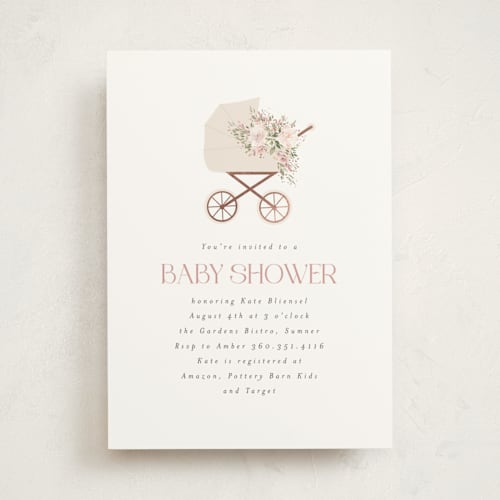 You're invited to a
BABY SHOWER
honoring Kate Bliensel
August 4th at 3 o'clock
the Gardens Bistro, Sumner
Rsvp to Amber 360.351.4116
Kate is registered at
Amazon, Pottery Barn Kids
and Target